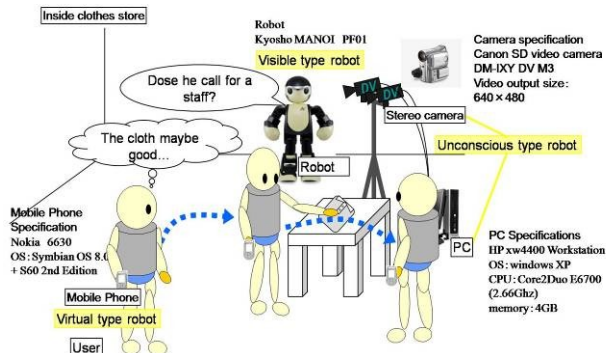 Inside clothes store
Robot
Kyosho MANOI PF01
Visible type robot
Camera specification
Canon SD video camera
DM-IXY DV M3
Video output size:
640×480
Dose he call for a
staff?
DV
DV
Stereo camera
Unconscious type robot
The cloth maybe
good...
Robot
Mobile Phone
Specification
Nokia 6630
OS:Symbian OS 8.0
+ S60 2nd Edition
PC
PC Specifications
HP xw4400 Workstation
OS: windows XP
CPU:Core2Duo E6700
(2.66Ghz)
memory:4GB
Mobile Phone
Virtual type robot
User